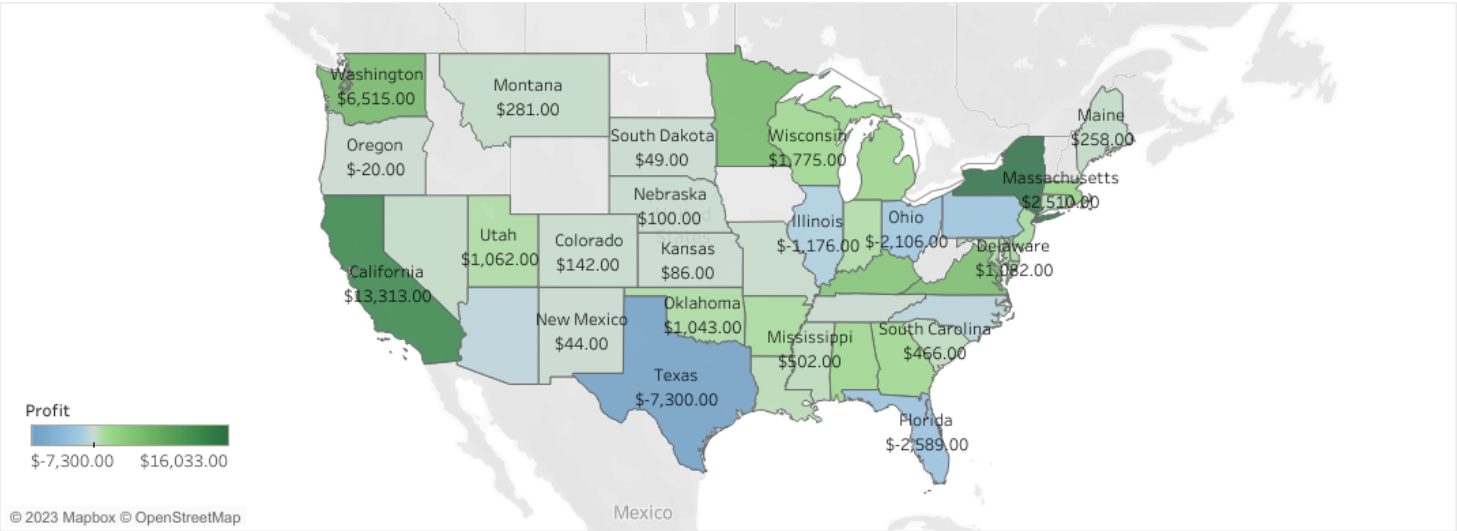 Washington
$6,515.00
Montana
$281.00
Maine
$258.00
Oregon
$-20.00
South Dakota
$49.00
Wisconsin
$1,775.00
Massachusetts
$2,510.00
Nebraska
$100.00
Illinois
$-1,176.00
Ohio
$-2,106.00
Utah
$1,062.00
Colorado
$142.00
States
Kansas
$86.00
Delaware
$1,082.00
California
$13,313.00
Oklahoma
$1,043.00
New Mexico
$44.00
Mississippi
$502.00
South Carolina
$466.00
Texas
$-7,300.00
Florida
$-2,589.00
Profit
$-7,300.00 $16,033.00
Mexico
© 2023 Mapbox © OpenStreetMap